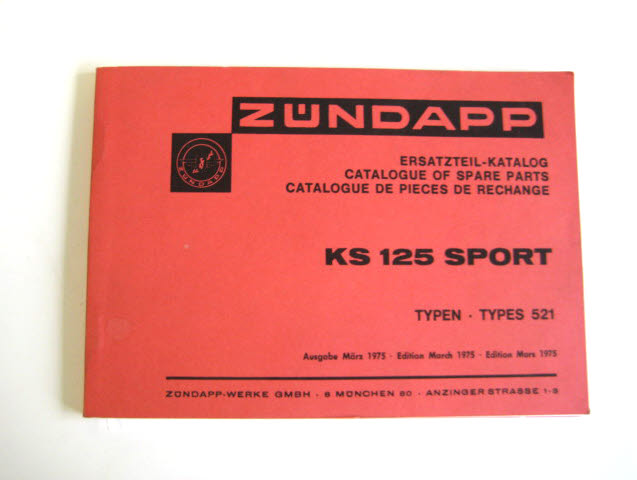 ZÜNDAPP
ZÜNDAPP
ERSATZTEIL-KATALOG
CATALOGUE OF SPARE PARTS
CATALOGUE DE PIECES DE RECHANGE
KS 125 SPORT
TYPEN · TYPES 521
Ausgabe März 1975 · Edition March 1975 · Edition Mars 1975
ZÜNDAPP-WERKE GMBH · 8 MÜNCHEN 80 · ANZINGER STRASSE 1-3